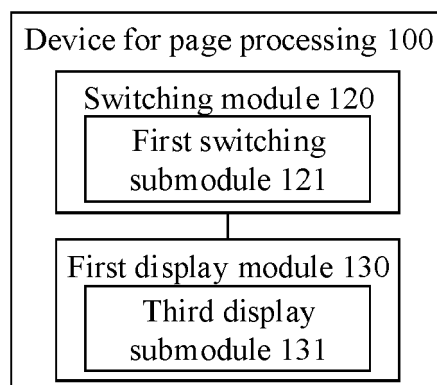 Device for page processing 100
Switching module 120
First switching
submodule 121
First display module 130
Third display
submodule 131